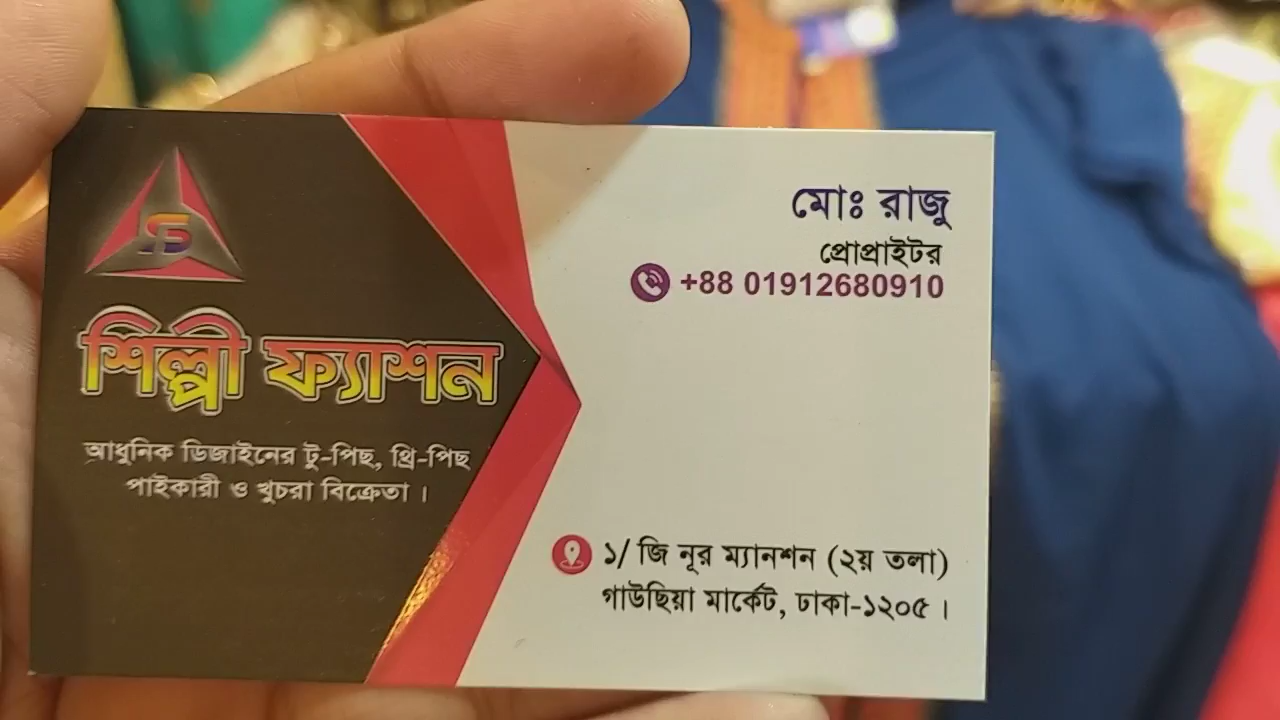 শিল্পী ফ্যাশন
আধুনিক ডিজাইনের টু-পিছ, থ্রি-পিছ
পাইকারী ও খুচরা বিক্রেতা ।
মোঃ রাজু
প্রোপ্রাইটর
+88 01912680910
১/ জি নূর ম্যানশন (২য় তলা)
গাউছিয়া মার্কেট, ঢাকা-১২০৫ ।